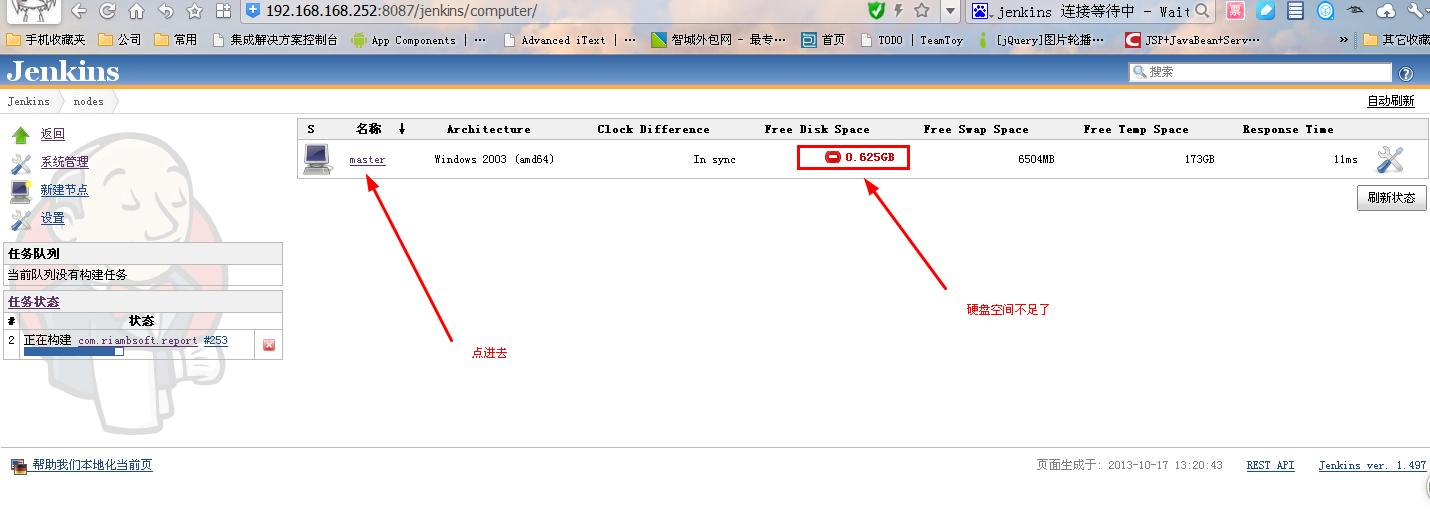 192.168.168.252:8087/jenkins/computer/ jenkins 连接等待中 - Wait 票
手机收藏夹 公司 常用 集成解决方案控制台 App Components | ··· Advanced iText | ··· 智城外包网 - 最专··· 首页 TODO | TeamToy [jQuery]图片轮播··· JSP+JavaBean+Serv··· » 其它收藏
Jenkins 搜索 ?
Jenkins nodes 自动刷新
S 名称 ↓ Architecture Clock Difference Free Disk Space Free Swap Space Free Temp Space Response Time
master Windows 2003 (amd64) In sync 0.625GB 6504MB 173GB 11ms
返回
系统管理
新建节点
设置
刷新状态
任务队列
当前队列没有构建任务
任务状态
# 状态
2 正在构建 com.riambsoft.report #253
硬盘空间不足了
点进去
帮助我们本地化当前页 页面生成于: 2013-10-17 13:20:43 REST API Jenkins ver. 1.497